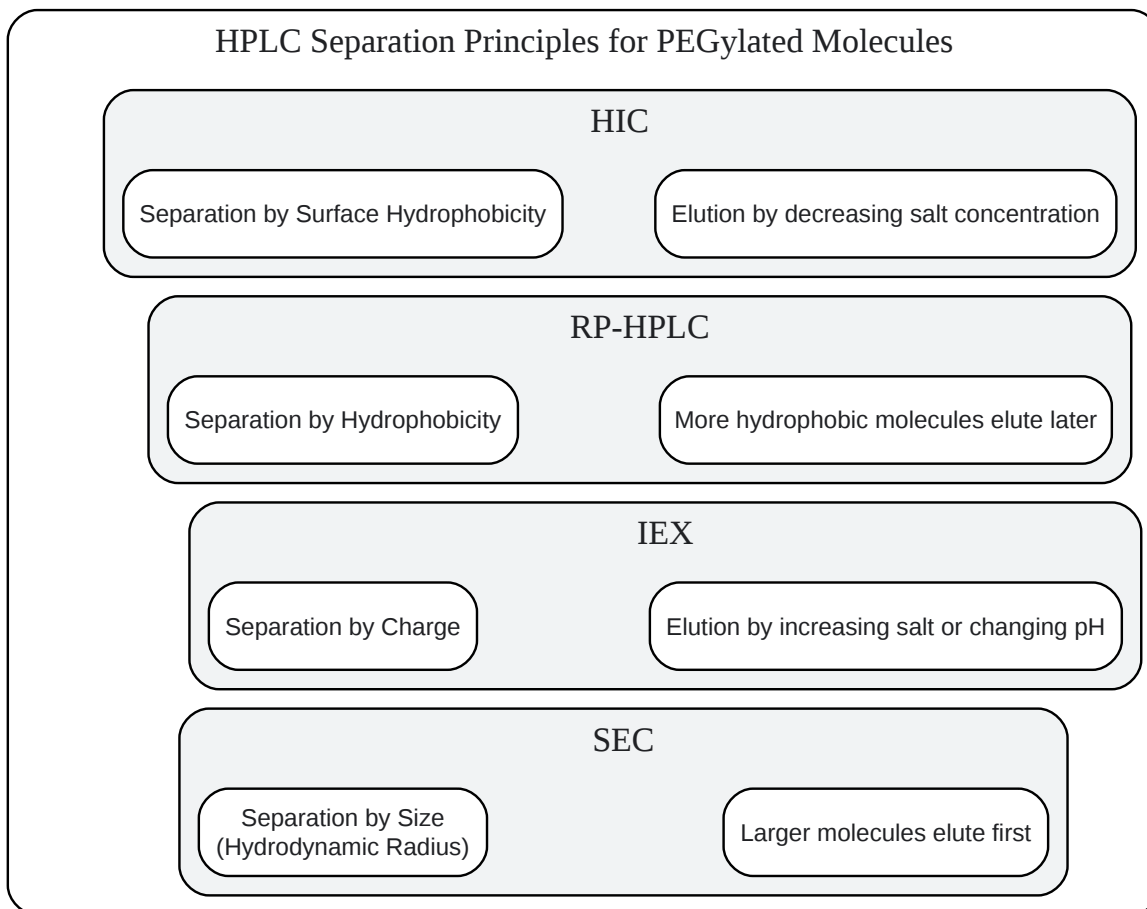 HPLC Separation Principles for PEGylated Molecules
HIC
Separation by Surface Hydrophobicity
Elution by decreasing salt concentration
RP-HPLC
Separation by Hydrophobicity
More hydrophobic molecules elute later
IEX
Separation by Charge
Elution by increasing salt or changing pH
SEC
Separation by Size
(Hydrodynamic Radius)
Larger molecules elute first